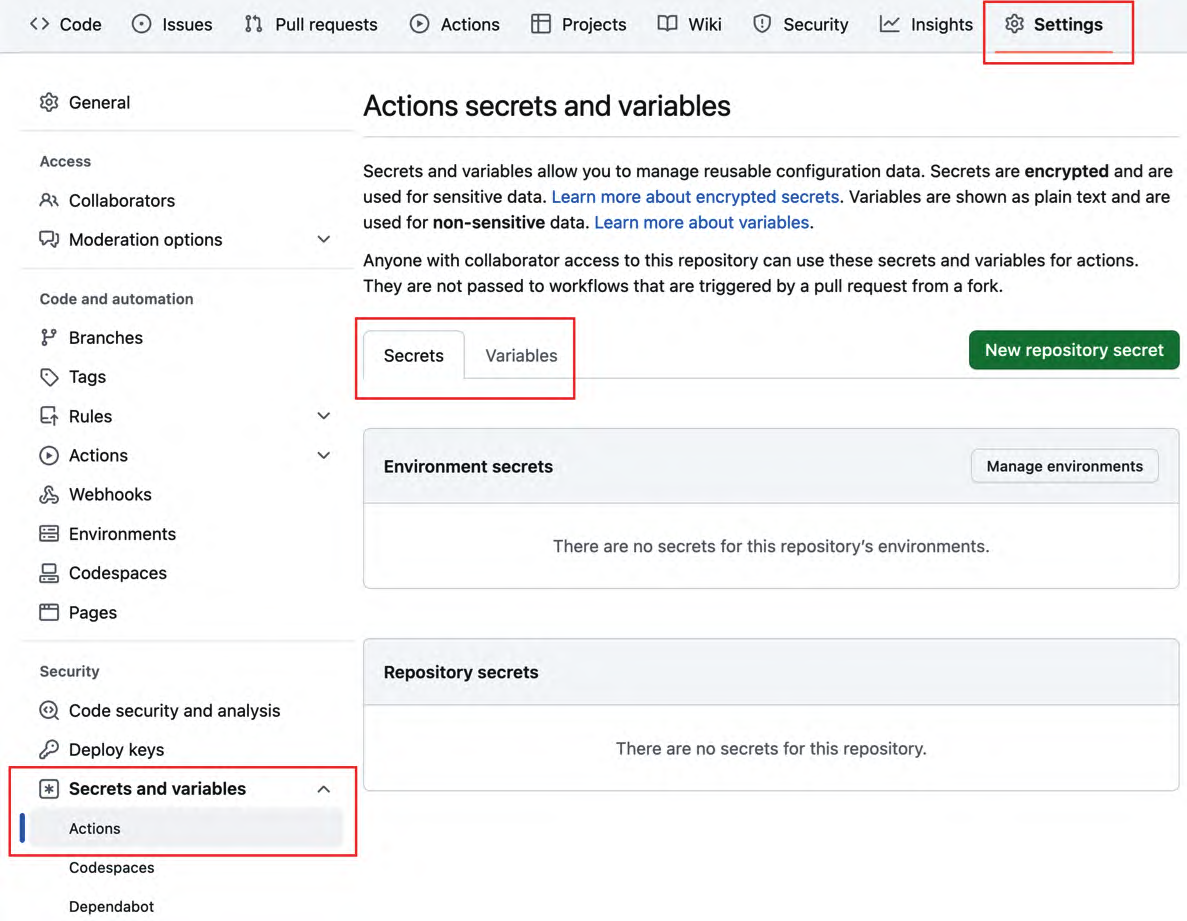 Code
Issues
Pull requests
Actions
Projects
Wiki
Security
Insights
Settings
General
Access
Collaborators
Moderation options
Code and automation
Branches
Tags
Rules
Actions
Webhooks
Environments
Codespaces
Pages
Security
Code security and analysis
Deploy keys
Secrets and variables
Actions
Codespaces
Dependabot
Actions secrets and variables
Secrets and variables allow you to manage reusable configuration data. Secrets are encrypted and are
used for sensitive data. Learn more about encrypted secrets. Variables are shown as plain text and are
used for non-sensitive data. Learn more about variables.
Anyone with collaborator access to this repository can use these secrets and variables for actions.
They are not passed to workflows that are triggered by a pull request from a fork.
Secrets
Variables
New repository secret
Environment secrets
Manage environments
There are no secrets for this repository's environments.
Repository secrets
There are no secrets for this repository.